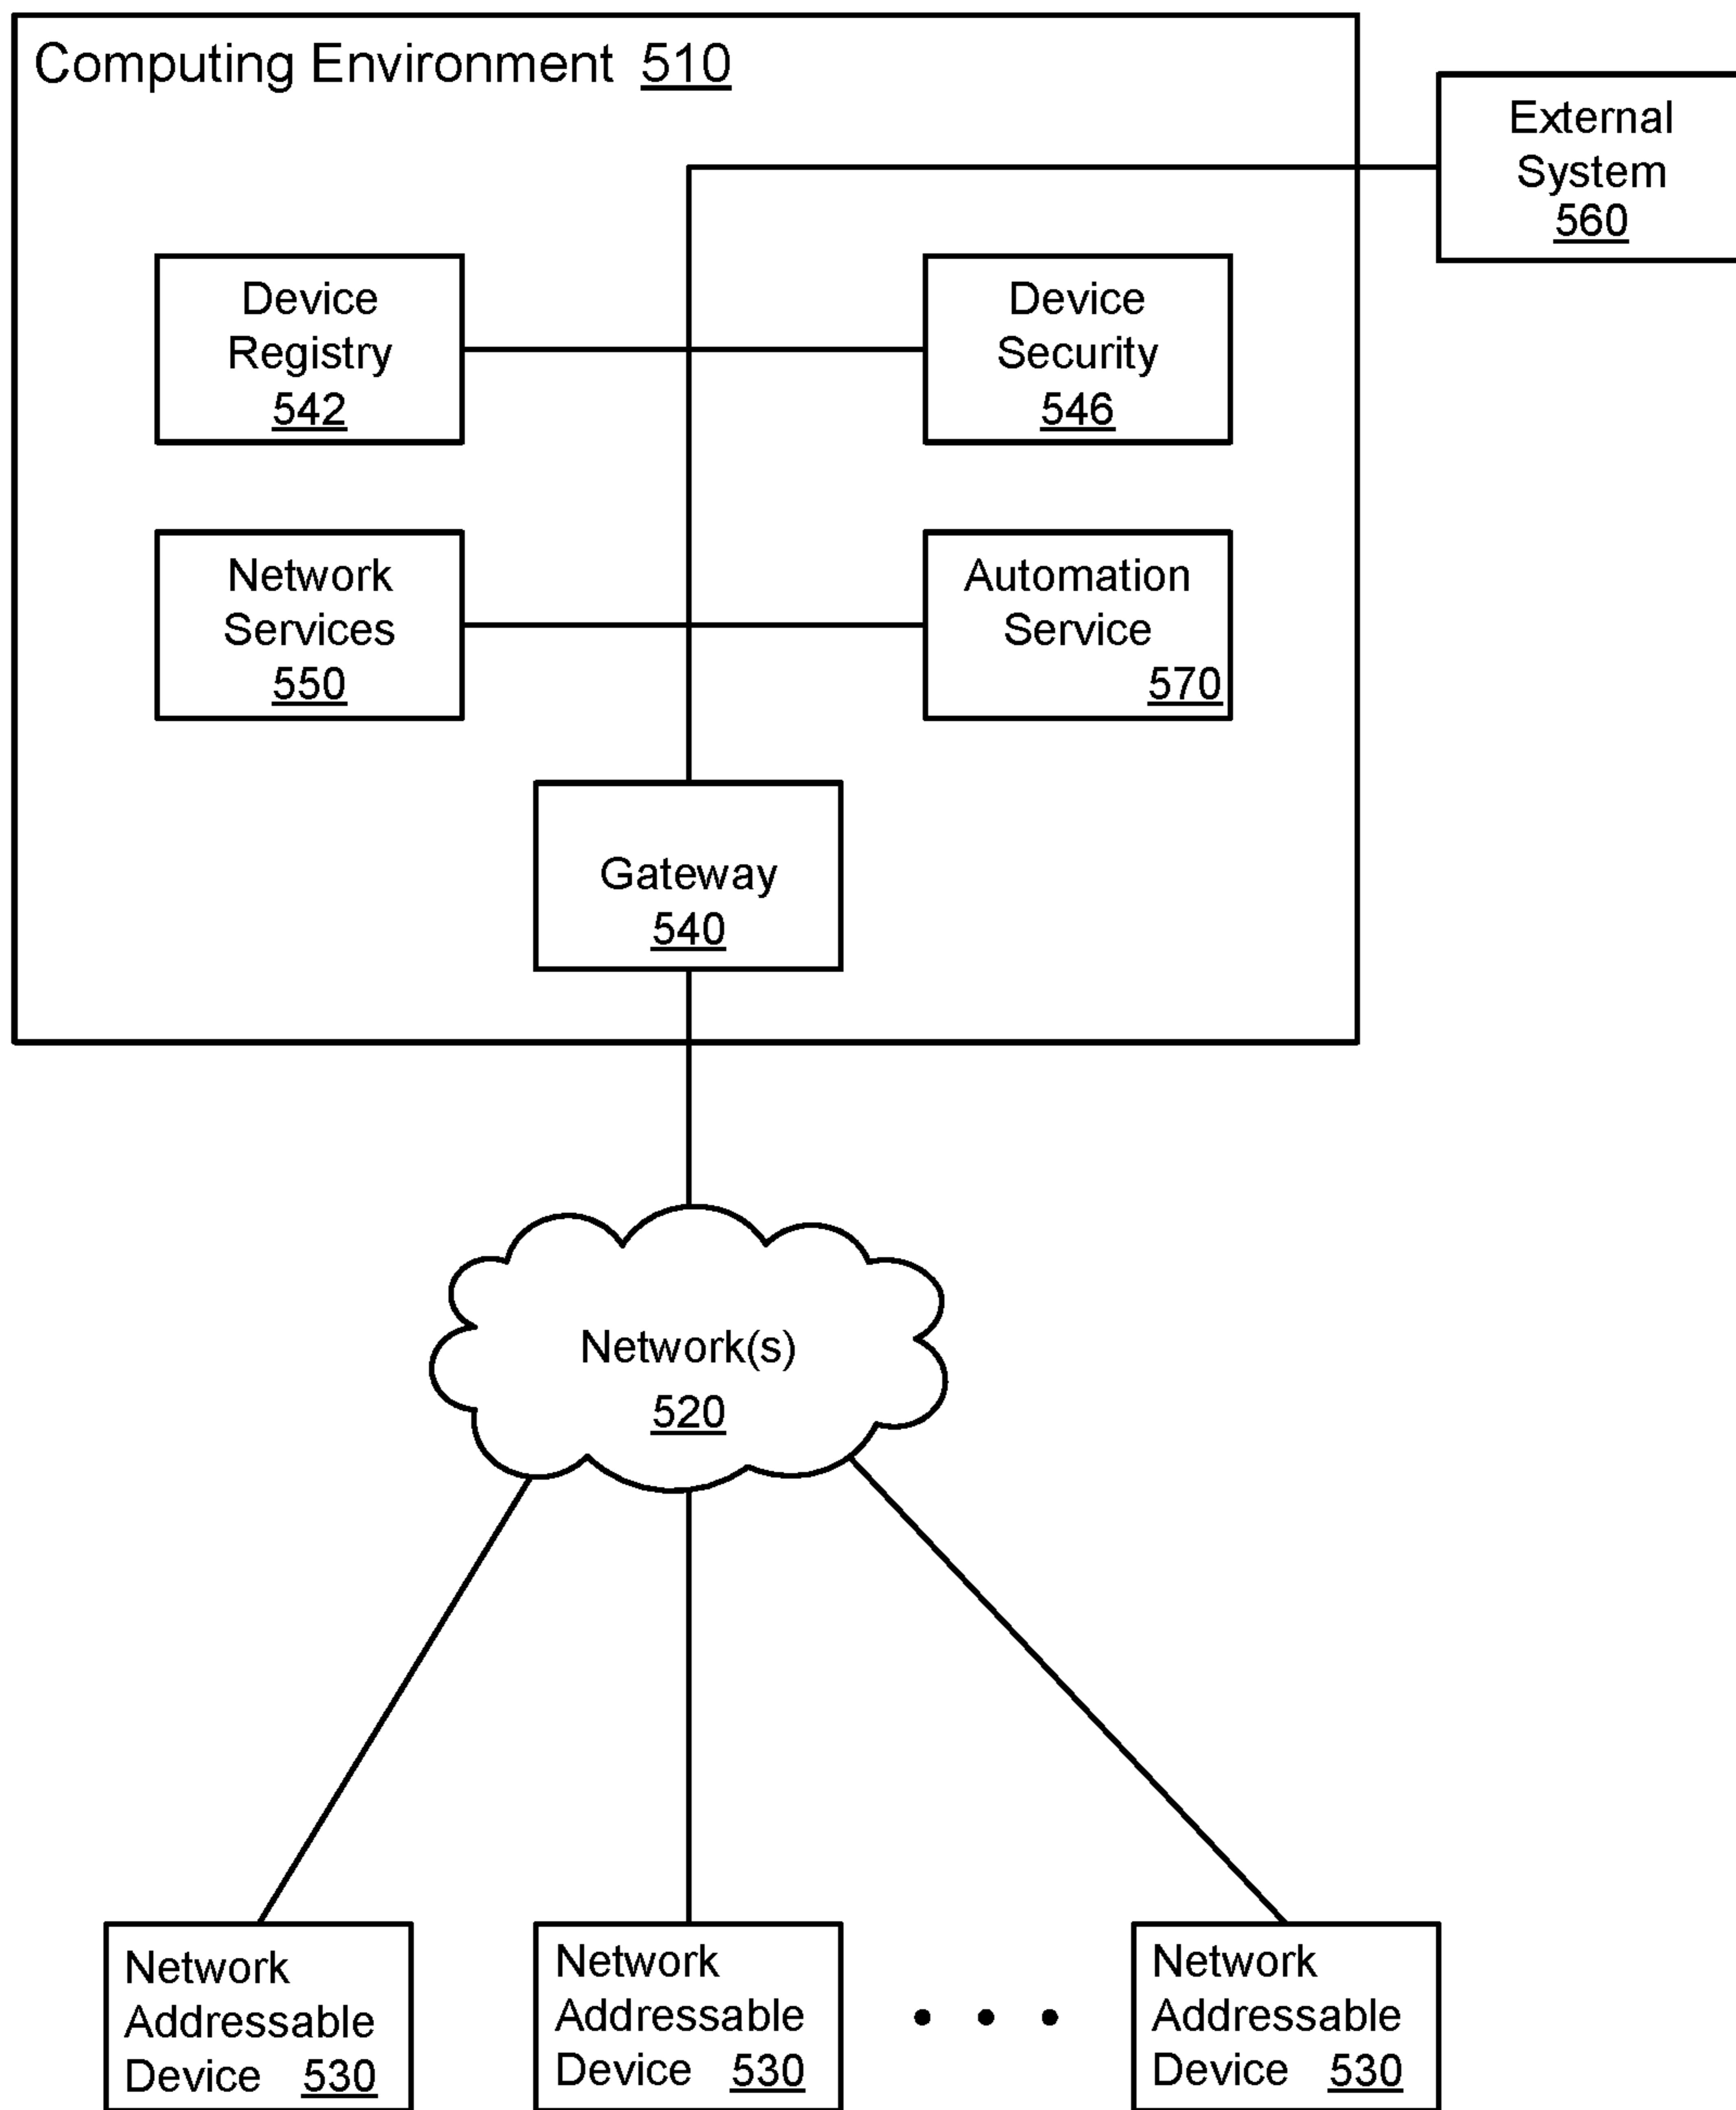 Computing Environment 510
External
System
560
Device
Registry
542
Device
Security
546
Network
Services
550
Automation
Service
570
Gateway
540
Network(s)
520
Network
Addressable
Device 530
Network
Addressable
Device 530
Network
Addressable
Device 530